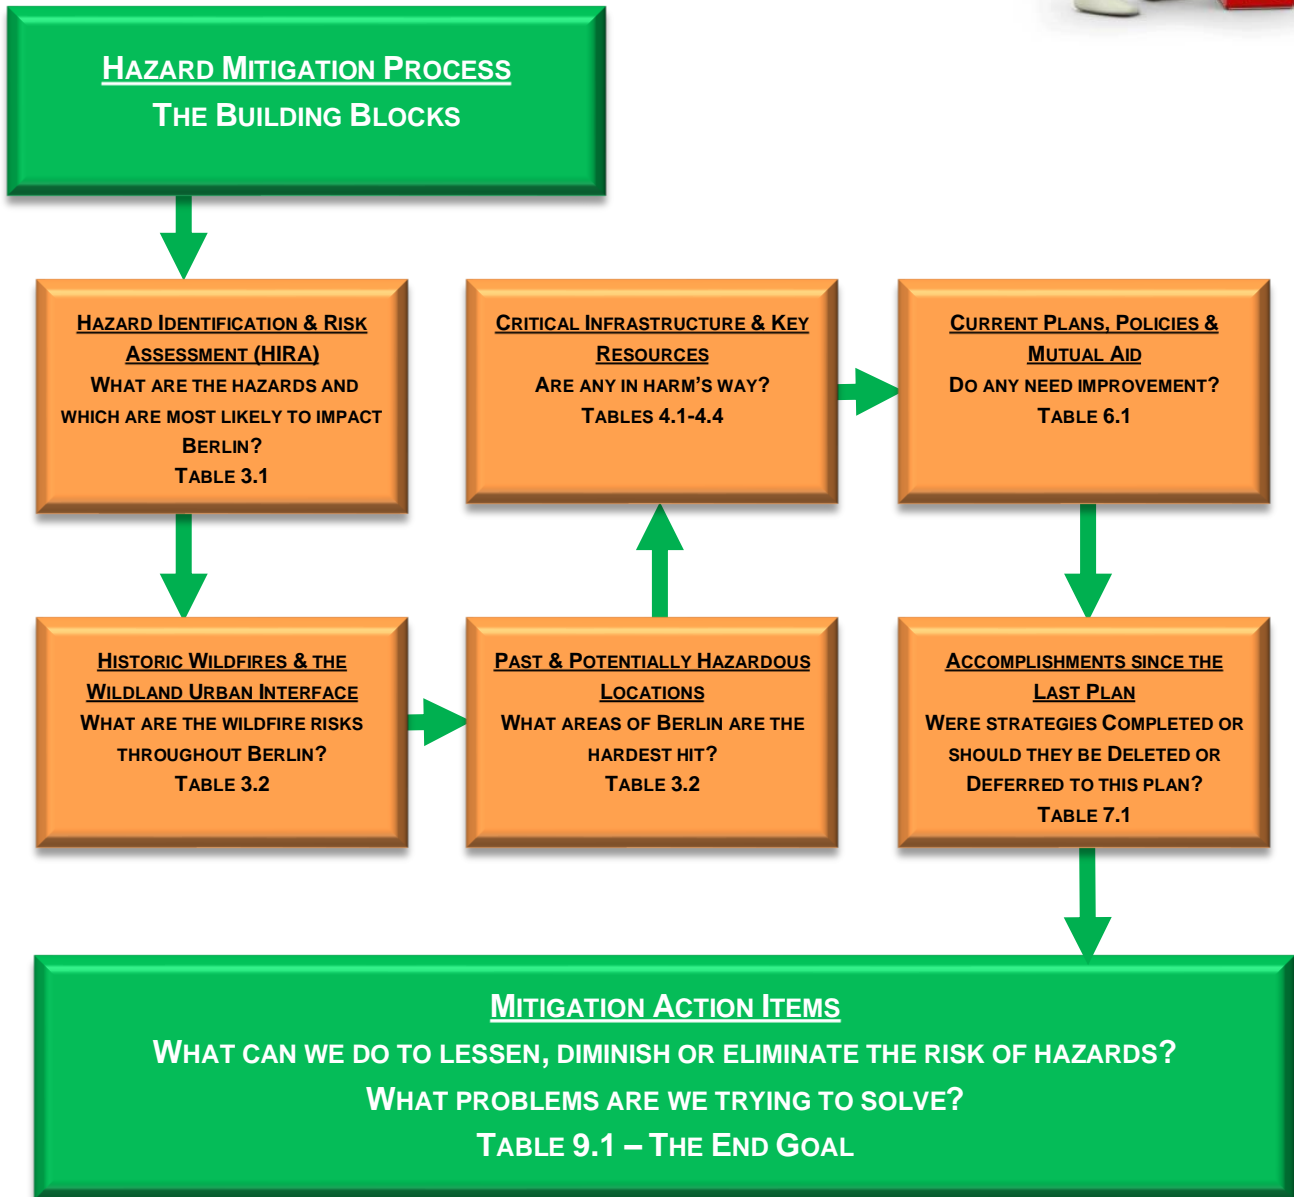 HAZARD MITIGATION PROCESS
THE BUILDING BLOCKS
HAZARD IDENTIFICATION & RISK
ASSESSMENT (HIRA)
WHAT ARE THE HAZARDS AND
WHICH ARE MOST LIKELY TO IMPACT
BERLIN?
TABLE 3.1
HISTORIC WILDFIRES & THE
WILDLAND URBAN INTERFACE
WHAT ARE THE WILDFIRE RISKS
THROUGHOUT BERLIN?
TABLE 3.2
PAST & POTENTIALLY HAZARDOUS
LOCATIONS
WHAT AREAS OF BERLIN ARE THE
HARDEST HIT?
TABLE 3.2
CRITICAL INFRASTRUCTURE & KEY
RESOURCES
ARE ANY IN HARM'S WAY?
TABLES 4.1-4.4
CURRENT PLANS, POLICIES &
MUTUAL AID
DO ANY NEED IMPROVEMENT?
TABLE 6.1
ACCOMPLISHMENTS SINCE THE
LAST PLAN
WERE STRATEGIES COMPLETED OR
SHOULD THEY BE DELETED OR
DEFERRED TO THIS PLAN?
TABLE 7.1
MITIGATION ACTION ITEMS
WHAT CAN WE DO TO LESSEN, DIMINISH OR ELIMINATE THE RISK OF HAZARDS?
WHAT PROBLEMS ARE WE TRYING TO SOLVE?
TABLE 9.1 – THE END GOAL